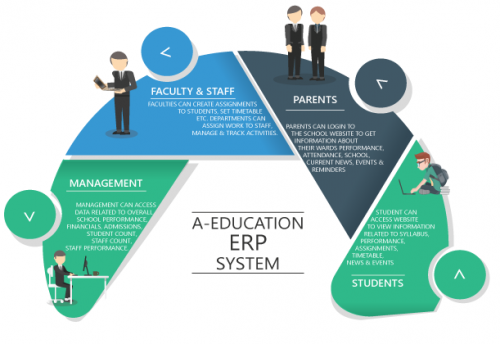 FACULTY & STAFF
FACULTIES CAN CREATE ASSIGNMENTS
TO STUDENTS, SET TIMETABLE
ETC. DEPARTMENTS CAN
ASSIGN WORK TO STAFF,
MANAGE & TRACK ACTIVITIES.
PARENTS
PARENTS CAN LOGIN TO
THE SCHOOL WEBSITE TO GET
INFORMATION ABOUT
THEIR WARDS PERFORMANCE,
ATTENDANCE, SCHOOL,
CURRENT NEWS, EVENTS &
REMINDERS
MANAGEMENT
MANAGEMENT CAN ACCESS
DATA RELATED TO OVERALL
SCHOOL PERFORMANCE,
FINANCIALS, ADMISSIONS,
STUDENT COUNT,
STAFF COUNT,
STAFF PERFORMANCE.
A-EDUCATION
ERP
SYSTEM
STUDENT CAN
ACCESS WEBSITE
TO VIEW INFORMATION
RELATED TO SYLLABUS,
PERFORMANCE,
ASSIGNMENTS,
TIMETABLE,
NEWS & EVENTS
STUDENTS